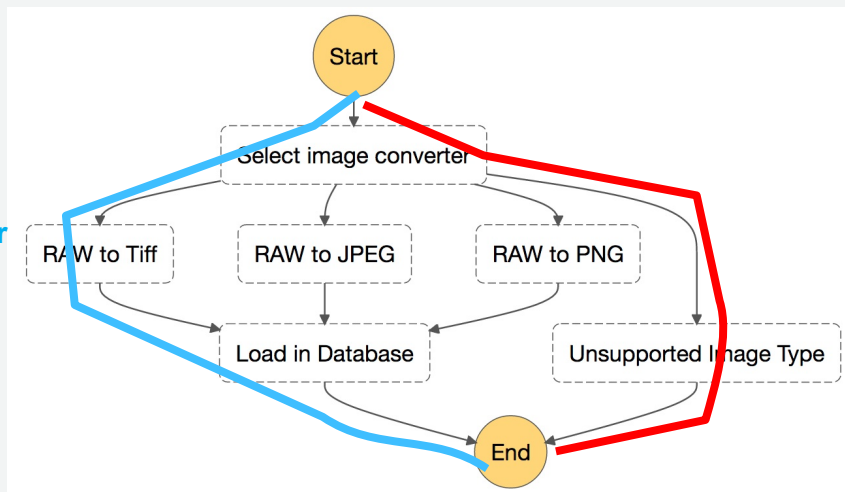 Start
Select image converter
r
RAW to Tiff
RAW to JPEG
RAW to PNG
Load in Database
Unsupported Image Type
End